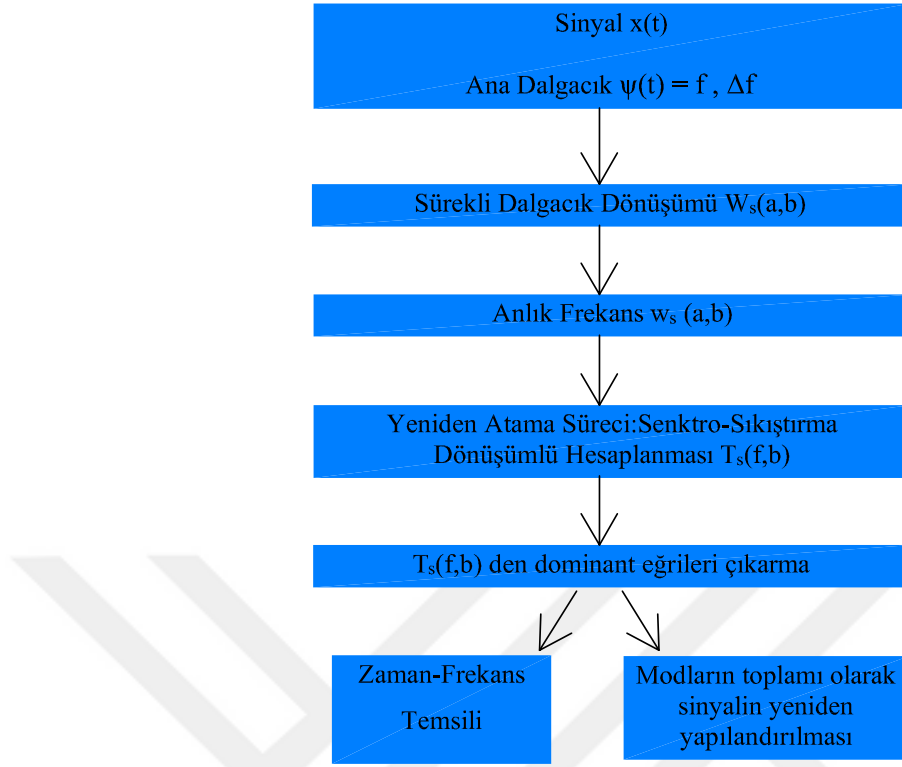 Sinyal x(t)
Ana Dalgacık ψ(t) = f , Δf
Sürekli Dalgacık Dönüşümü Wₛ(a,b)
Anlık Frekans wₛ (a,b)
Yeniden Atama Süreci:Senktro-Sıkıştırma
Dönüşümlü Hesaplanması Tₛ(f,b)
Tₛ(f,b) den dominant eğrileri çıkarma
Zaman-Frekans
Temsili
Modların toplamı olarak
sinyalin yeniden
yapılandırılması